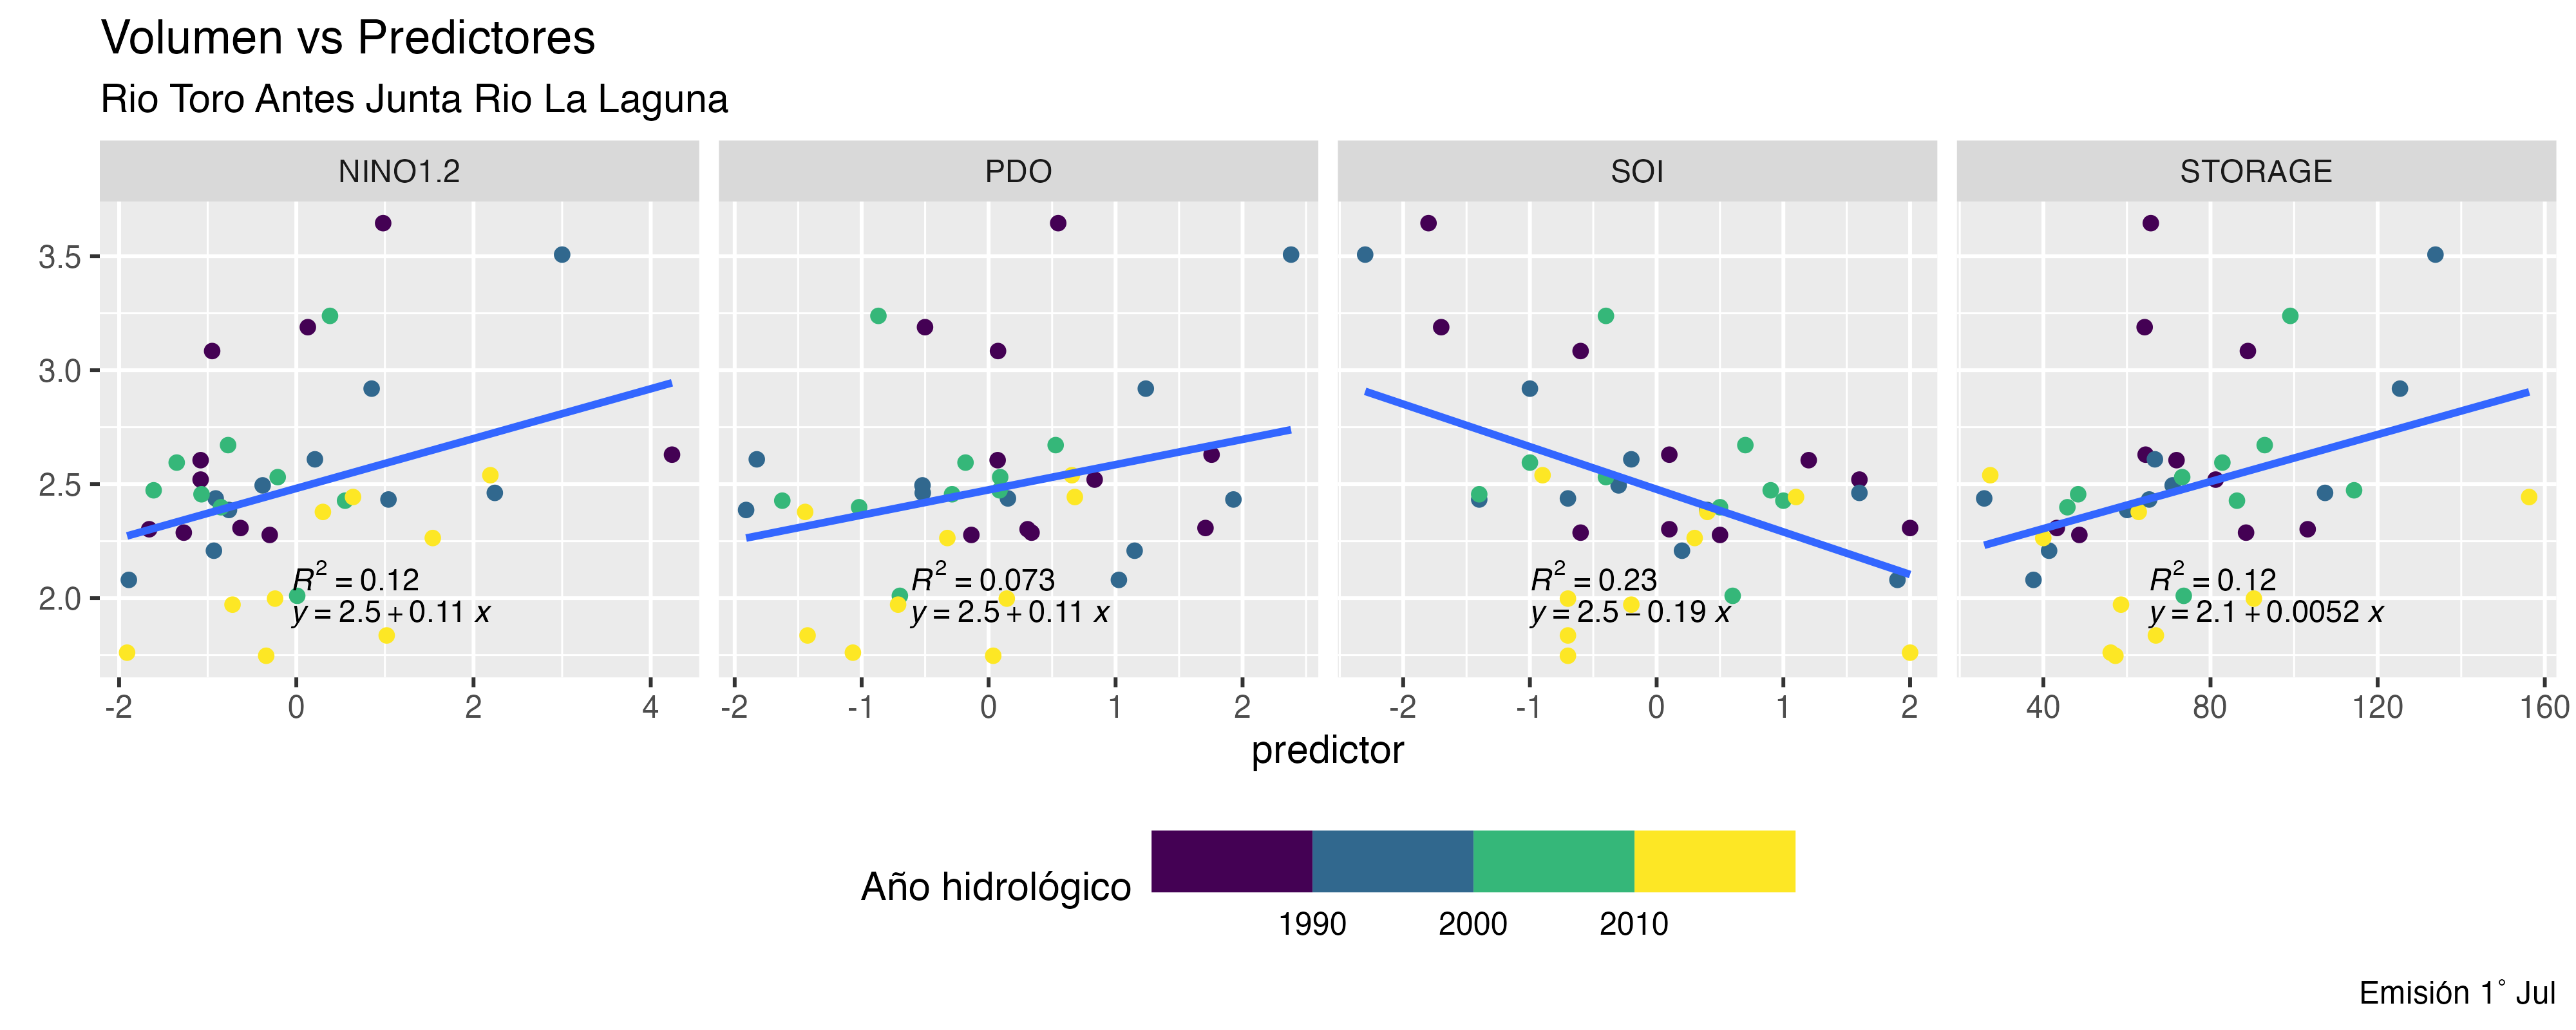 Volumen vs Predictores
Rio Toro Antes Junta Rio La Laguna
NINO1.2 PDO SOI STORAGE
3.5
3.0
2.5
2.0
R² = 0.12 R² = 0.073 R² = 0.23 R² = 0.12
y = 2.5 + 0.11 x y = 2.5 + 0.11 x y = 2.5 − 0.19 x y = 2.1 + 0.0052 x
-2 0 2 4 -2 -1 0 1 2 -2 -1 0 1 2 40 80 120 160
predictor
Año hidrológico
1990 2000 2010
Emisión 1° Jul